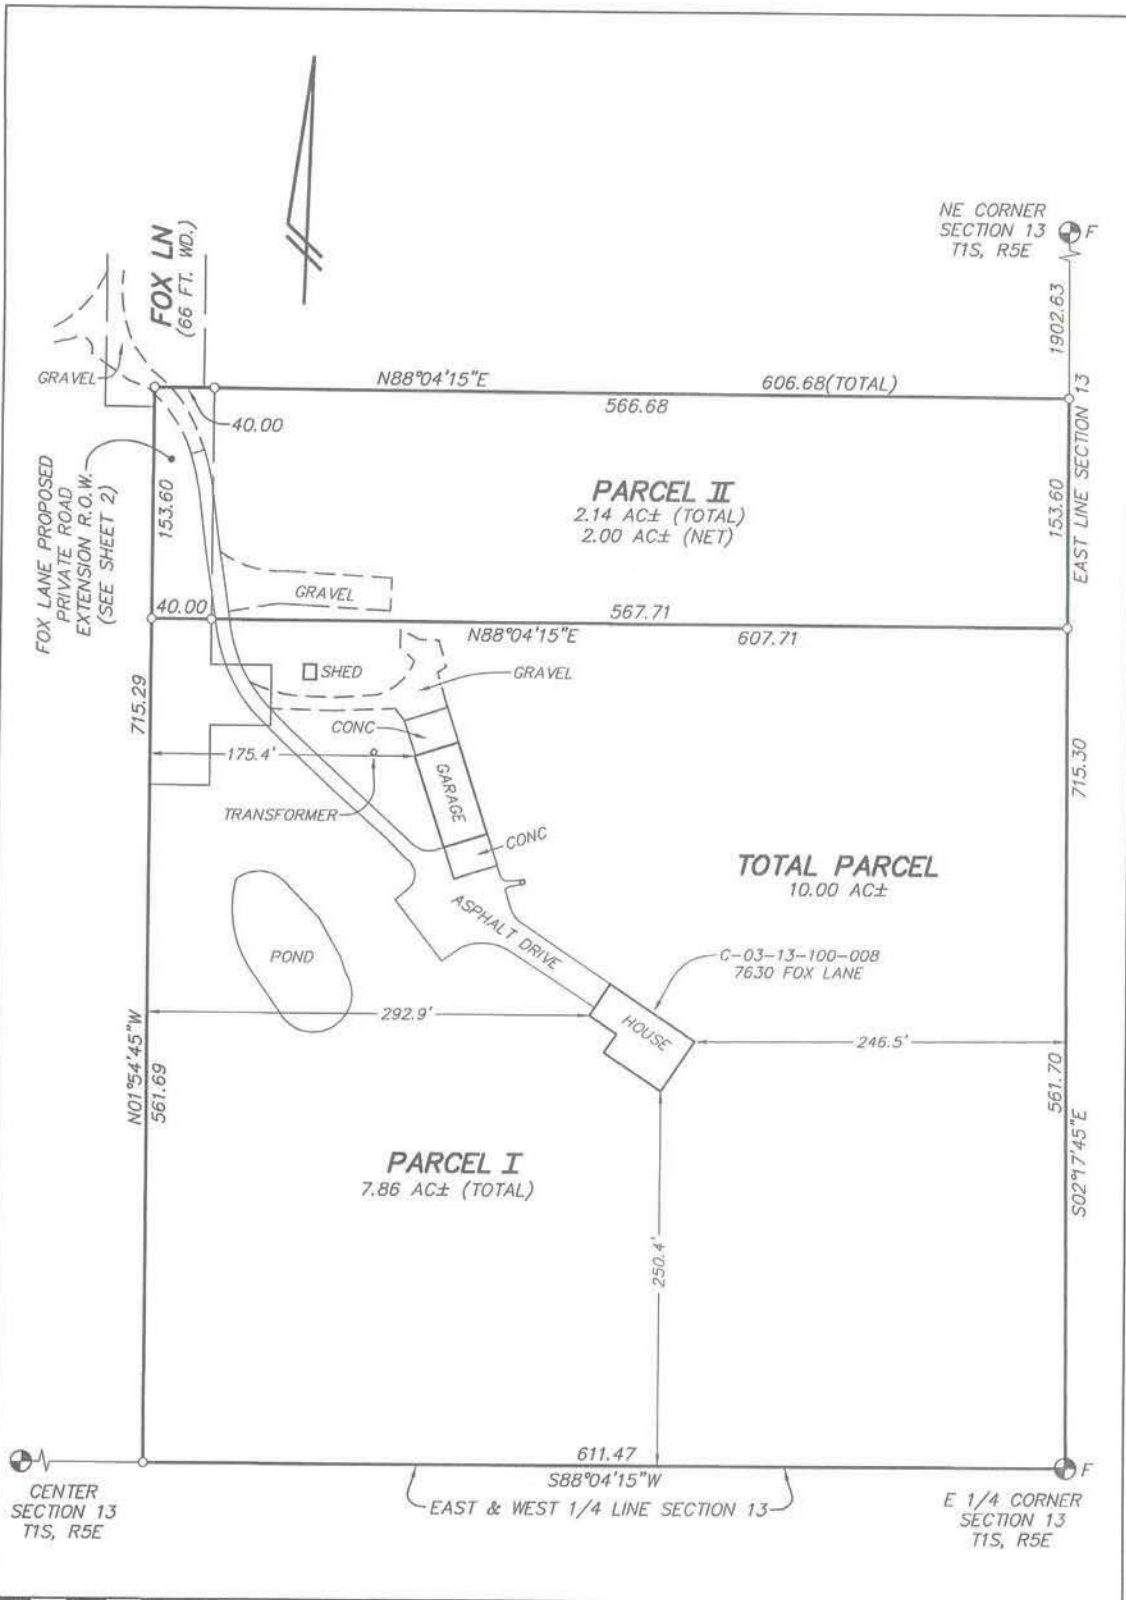 NE CORNER
SECTION 13
T1S, R5E
F
FOX LN
(66 FT. WD.)
1902.63
GRAVEL
N88°04'15"E
606.68(TOTAL)
566.68
40.00
EAST LINE SECTION 13
FOX LANE PROPOSED
PRIVATE ROAD
EXTENSION R.O.W.
(SEE SHEET 2)
153.60
PARCEL II
2.14 AC± (TOTAL)
2.00 AC± (NET)
153.60
GRAVEL
40.00
567.71
N88°04'15"E
607.71
SHED
GRAVEL
715.29
CONC
175.4'
GARAGE
715.30
TRANSFORMER
CONC
TOTAL PARCEL
10.00 AC±
ASPHALT DRIVE
POND
C-03-13-100-008
7630 FOX LANE
292.9'
HOUSE
246.5'
N01°54'45"W
561.69
561.70
S02°17'45"E
PARCEL I
7.86 AC± (TOTAL)
250.4'
611.47
S88°04'15"W
F
CENTER
SECTION 13
T1S, R5E
EAST & WEST 1/4 LINE SECTION 13
E 1/4 CORNER
SECTION 13
T1S, R5E